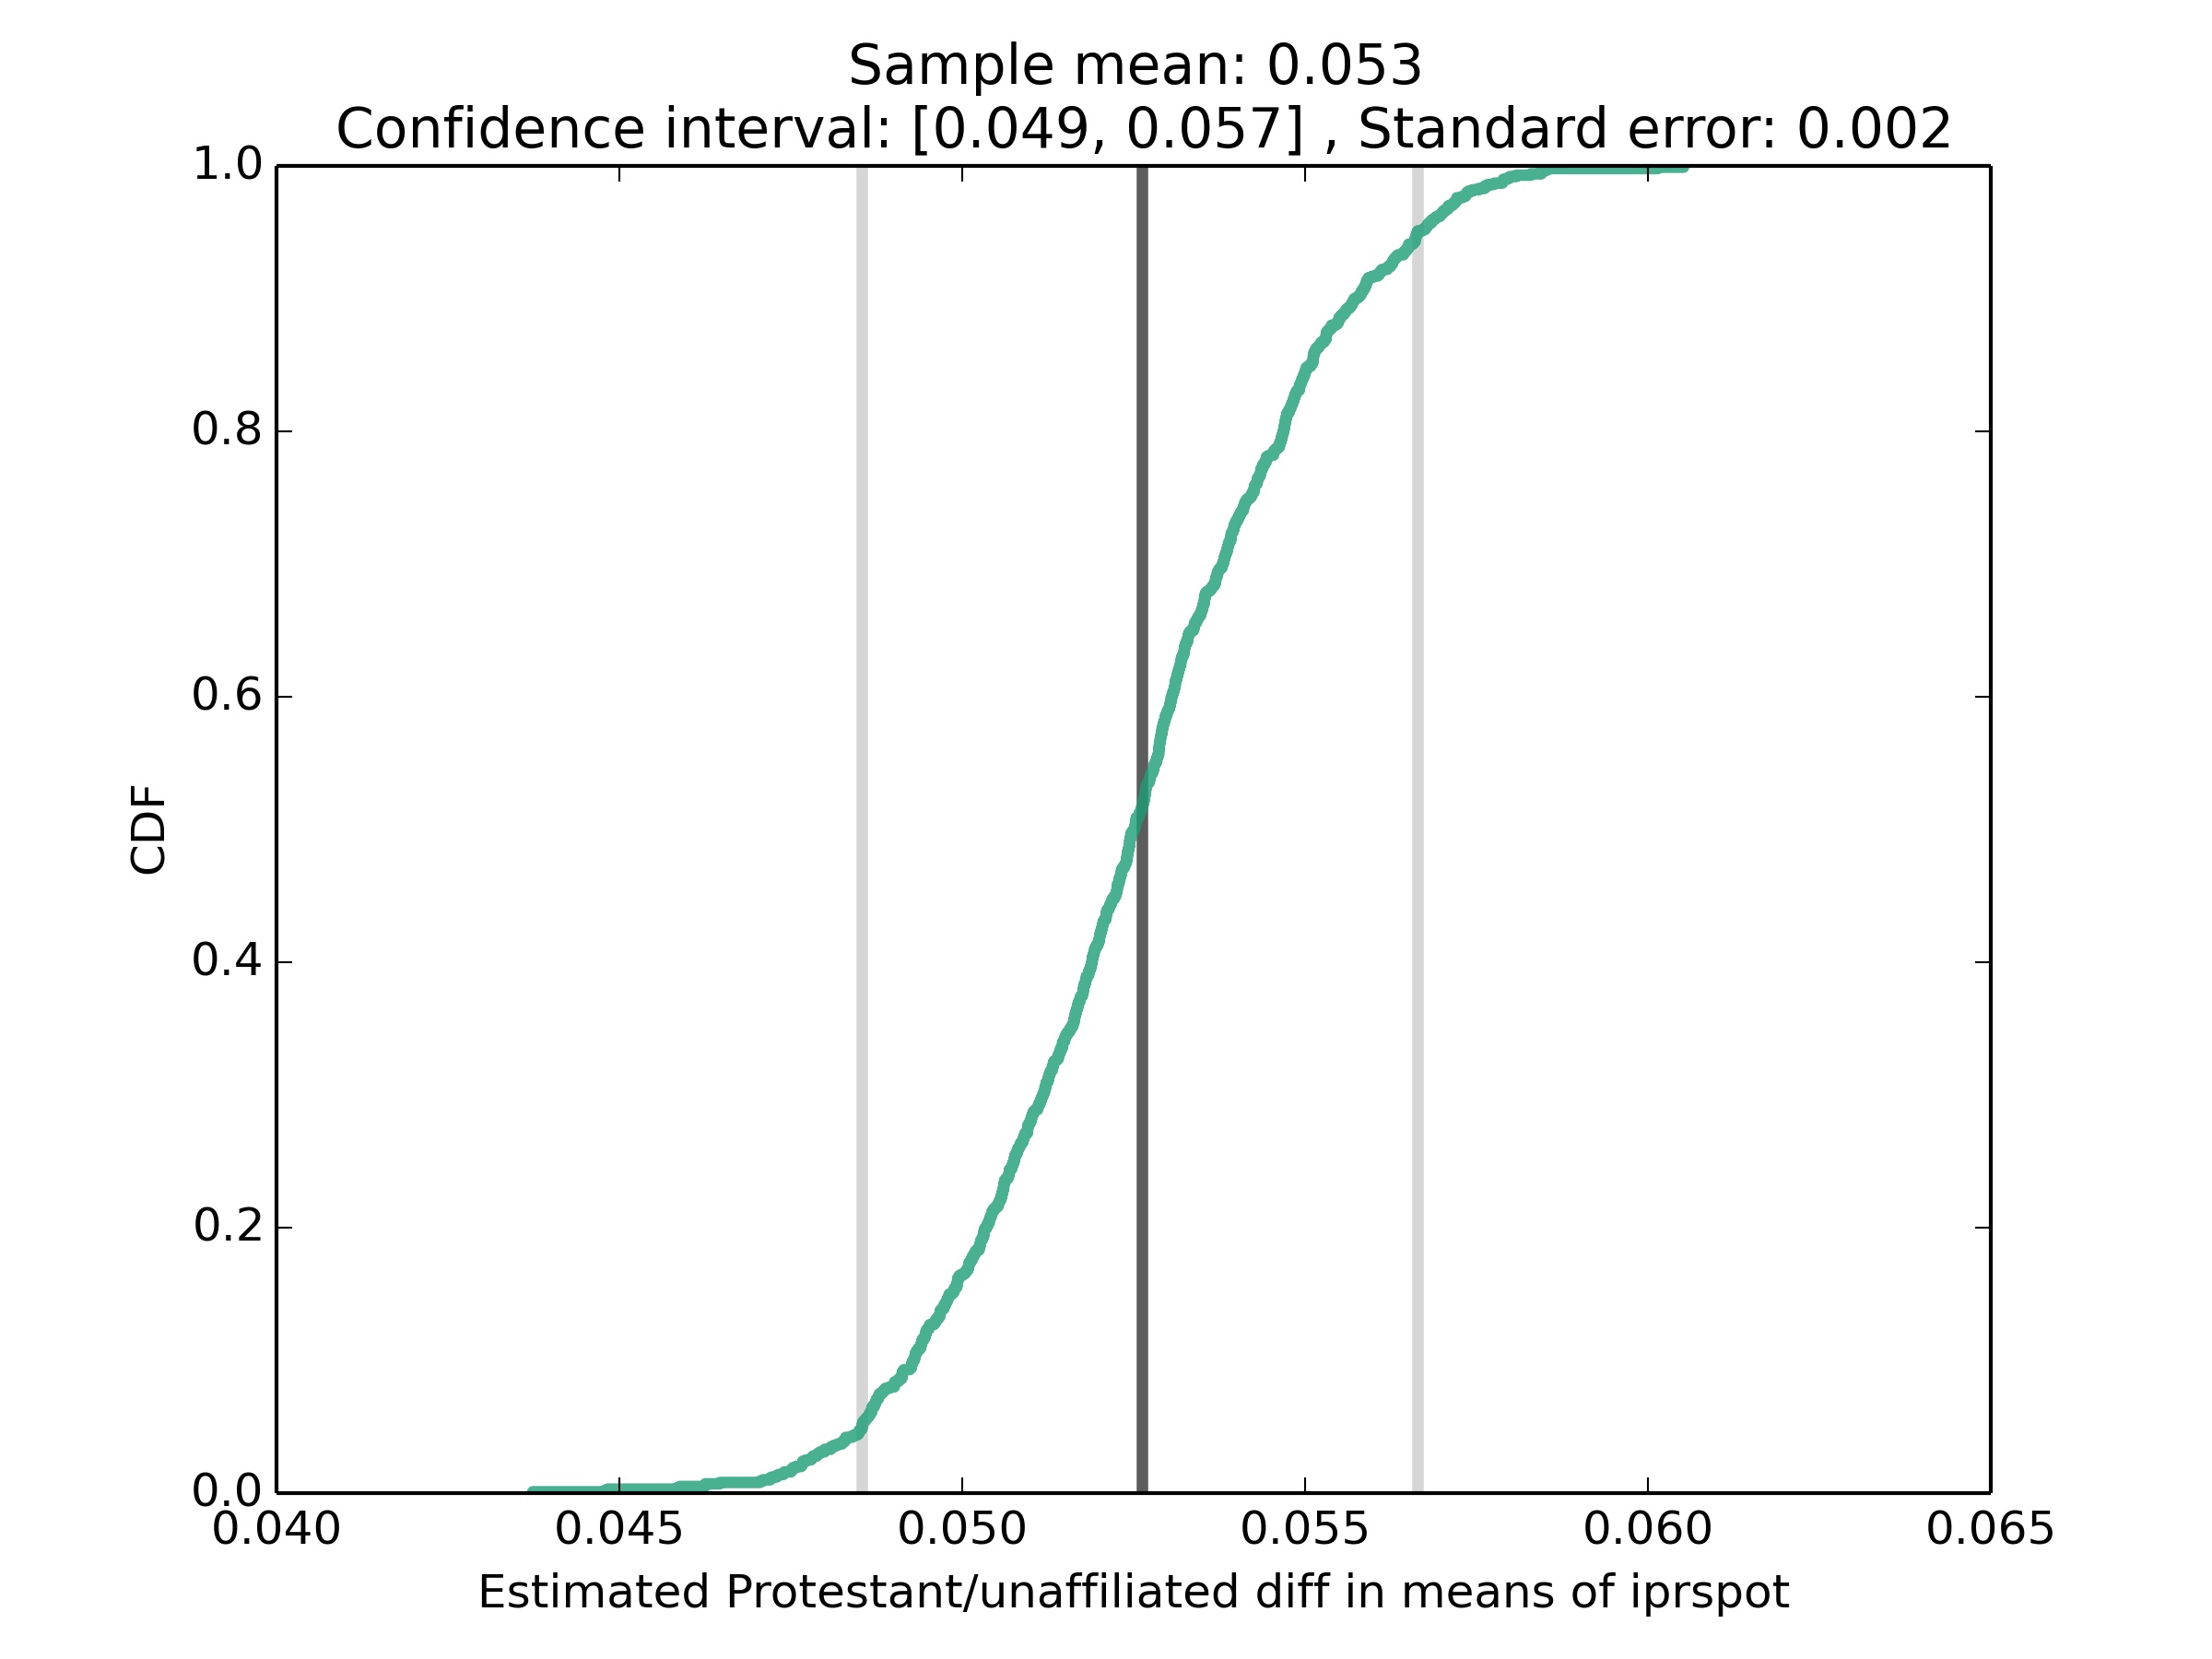 Sample mean: 0.053
Confidence interval: [0.049, 0.057] , Standard error: 0.002
1.0
0.8
0.6
0.4
0.2
0.0
CDF
0.040 0.045 0.050 0.055 0.060 0.065
Estimated Protestant/unaffiliated diff in means of iprspot